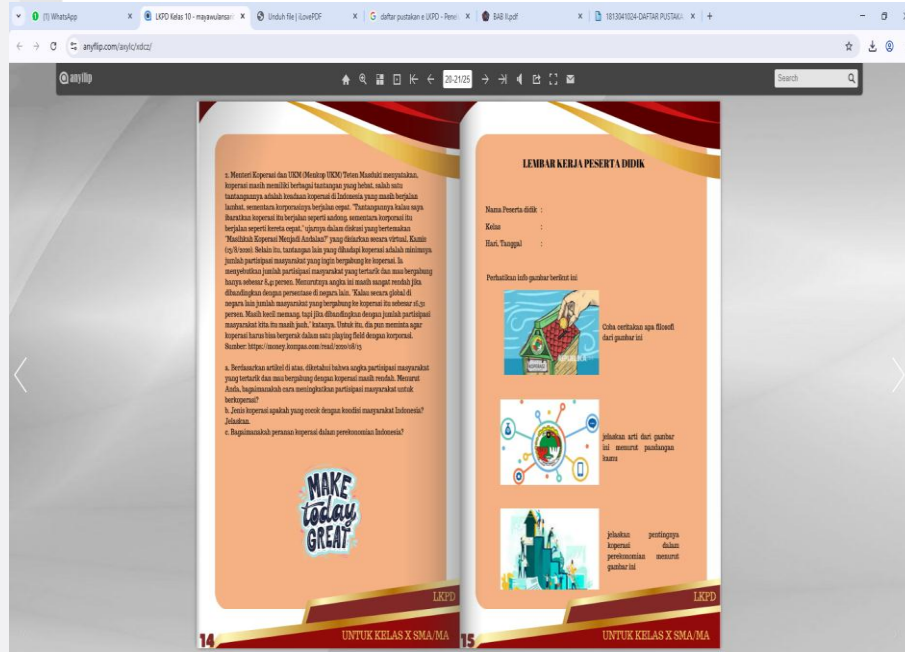 (1) WhatsApp
LKPD Kelas 10 - mayawulansari
Unduh file | iLovePDF
daftar pustakan e LKPD - Penel
BAB II.pdf
1813041024-DAFTAR PUSTAKA
anyflip.com/axylc/xdcz/
anyflip
20-21/25
Search
2. Menteri Koperasi dan UKM (Menkop UKM) Teten Masduki menyatakan,
koperasi masih memiliki berbagai tantangan yang hebat, salah satu
tantangannya adalah keadaan koperasi di Indonesia yang masih berjalan
lambat, sementara korporasinya berjalan cepat. "Tantangannya kalau saya
ibaratkan koperasi itu berjalan seperti andong, sementara korporasi itu
berjalan seperti kereta cepat," ujarnya dalam diskusi yang bertemakan
"Masihkah Koperasi Menjadi Andalan?" yang disiarkan secara virtual, Kamis
(13/8/2020). Selain itu, tantangan lain yang dihadapi koperasi adalah minimnya
jumlah partisipasi masyarakat yang ingin bergabung ke koperasi. Ia
menyebutkan jumlah partisipasi masyarakat yang tertarik dan mau bergabung
hanya sebesar 8,41 persen. Menurutnya angka ini masih sangat rendah jika
dibandingkan dengan persentase di negara lain. "Kalau secara global di
negara lain jumlah masyarakat yang bergabung ke koperasi itu sebesar 16,31
persen. Masih kecil memang, tapi jika dibandingkan dengan jumlah partisipasi
masyarakat kita itu masih jauh," katanya. Untuk itu, dia pun meminta agar
koperasi harus bisa bergerak dalam satu playing field dengan korporasi.
Sumber: https://money.kompas.com/read/2020/08/13
a. Berdasarkan artikel di atas, diketahui bahwa angka partisipasi masyarakat
yang tertarik dan mau bergabung dengan koperasi masih rendah. Menurut
Anda, bagaimanakah cara meningkatkan partisipasi masyarakat untuk
berkoperasi?
b. Jenis koperasi apakah yang cocok dengan kondisi masyarakat Indonesia?
Jelaskan.
c. Bagaimanakah peranan koperasi dalam perekonomian Indonesia?
MAKE
today
GREAT
LKPD
14
UNTUK KELAS X SMA/MA
LEMBAR KERJA PESERTA DIDIK
Nama Peserta didik :
Kelas :
Hari, Tanggal :
Perhatikan info gambar berikut ini
KOPERASI
REPUBLIKA
Coba ceritakan apa filosofi
dari gambar ini
jelaskan arti dari gambar
ini menurut pandangan
kamu
jelaskan pentingnya
koperasi dalam
perekonomian menurut
gambar ini
LKPD
15
UNTUK KELAS X SMA/MA